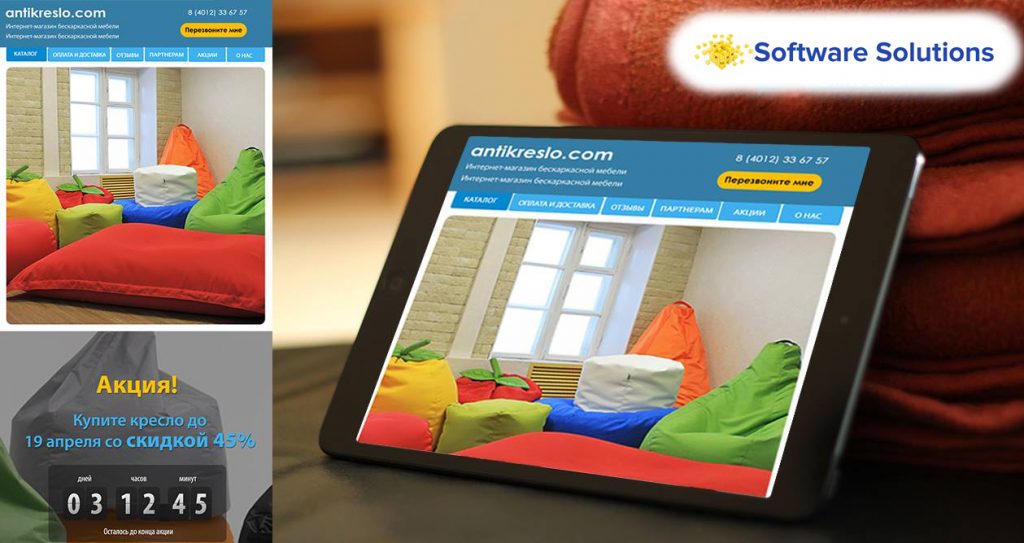 antikreslo.com
8 (4012) 33 67 57
Интернет-магазин бескаркасной мебели
Интернет-магазин бескаркасной мебели
Перезвоните мне
КАТАЛОГ
ОПЛАТА И ДОСТАВКА
ОТЗЫВЫ
ПАРТНЕРАМ
АКЦИИ
О НАС
Акция!
Купите кресло до
19 апреля со скидкой 45%
дней часов минут
03 12 45
Осталось до конца акции
Software Solutions
antikreslo.com
8 (4012) 33 67 57
Интернет-магазин бескаркасной мебели
Интернет-магазин бескаркасной мебели
Перезвоните мне
КАТАЛОГ
ОПЛАТА И ДОСТАВКА
ОТЗЫВЫ
ПАРТНЕРАМ
АКЦИИ
О НАС